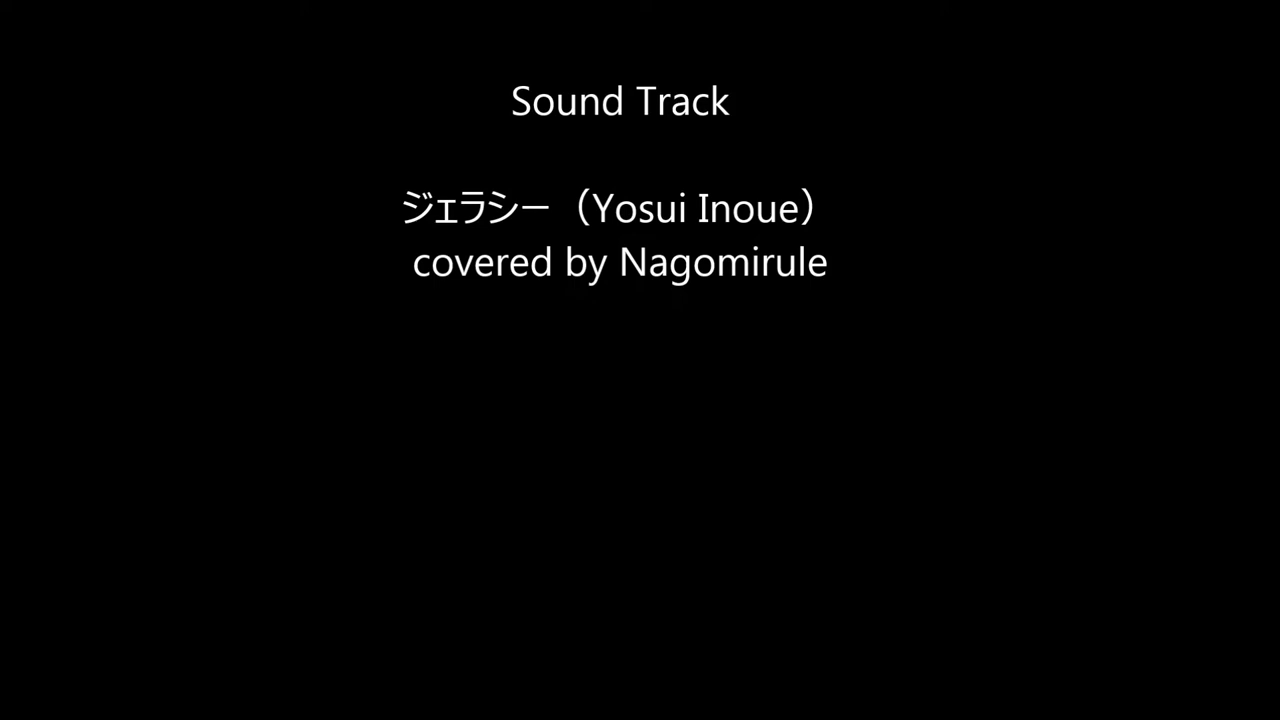 Sound Track
ジェラシー（Yosui Inoue）
covered by Nagomirule